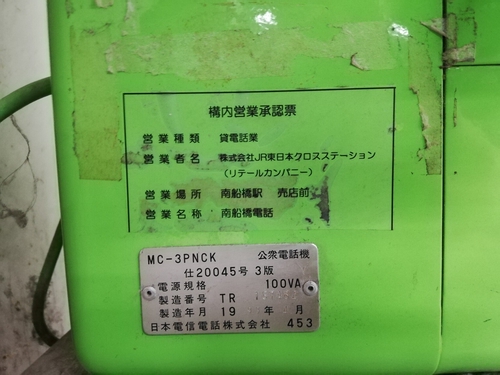 構内営業承認票
営業種類 貸電話業
営業者名 株式会社JR東日本クロスステーション
(リテールカンパニー)
営業場所 南船橋駅 売店前
営業名称 南船橋電話
MC-3PNCK 公衆電話機
仕20045号 3版
電源規格 100VA
製造番号 TR
製造年月 19 年 月
日本電信電話株式会社 453